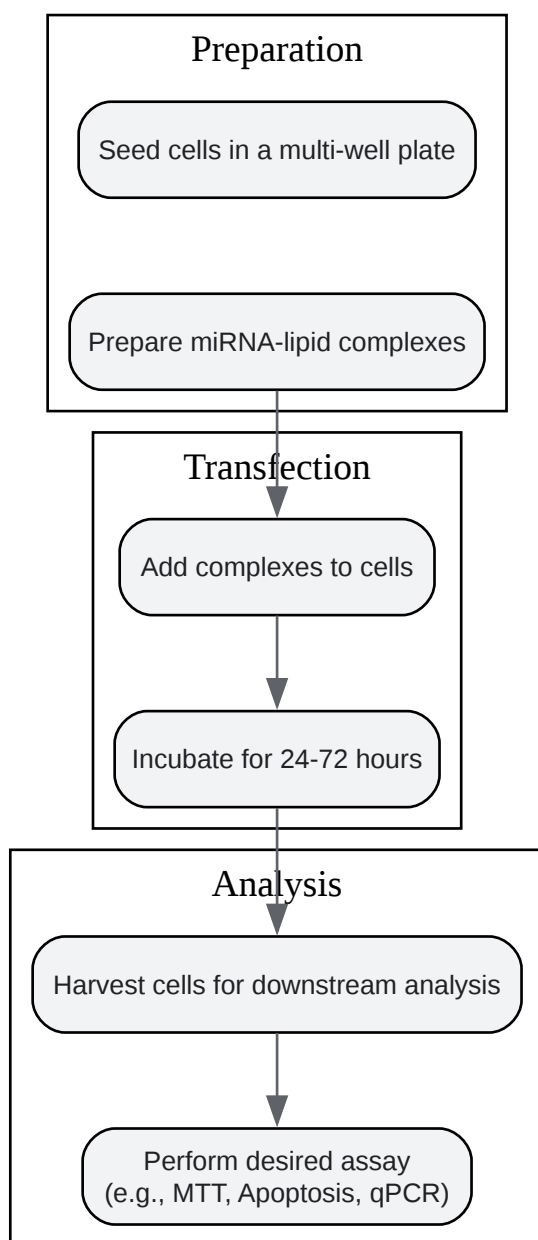 Preparation
Seed cells in a multi-well plate
Prepare miRNA-lipid complexes
Transfection
Add complexes to cells
Incubate for 24-72 hours
Analysis
Harvest cells for downstream analysis
Perform desired assay
(e.g., MTT, Apoptosis, qPCR)